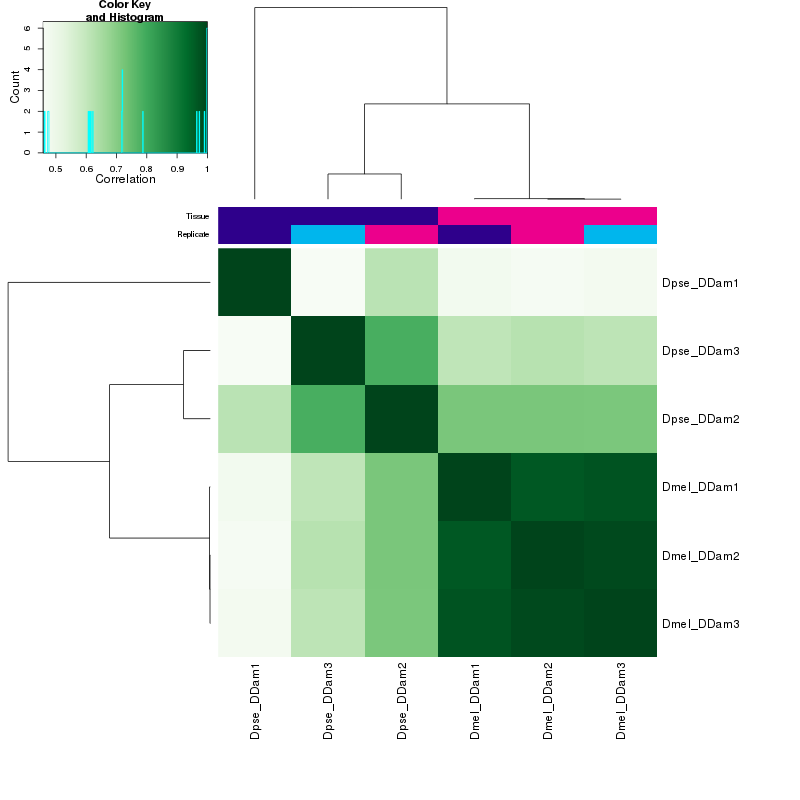 Color Key
and Histogram
Count
0 1 2 3 4 5 6
0.5 0.6 0.7 0.8 0.9 1
Correlation
Tissue
Replicate
Dpse_DDam1
Dpse_DDam3
Dpse_DDam2
Dmel_DDam1
Dmel_DDam2
Dmel_DDam3
Dpse_DDam1
Dpse_DDam3
Dpse_DDam2
Dmel_DDam1
Dmel_DDam2
Dmel_DDam3